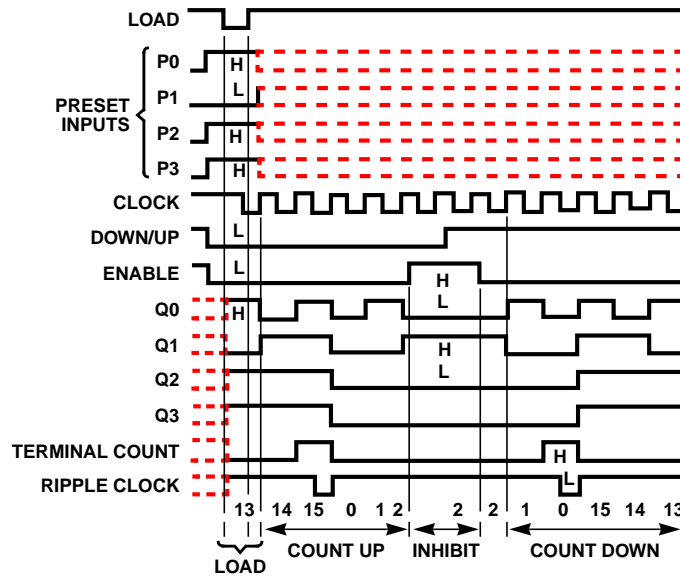 LOAD
P0 H
PRESET INPUTS
P1 L
P2 H
P3 H
CLOCK
DOWN/UP L
ENABLE L H
Q0 H L
Q1 H
Q2 L
Q3
TERMINAL COUNT H
RIPPLE CLOCK L
13 14 15 0 1 2 2 2 1 0 15 14 13
COUNT UP INHIBIT COUNT DOWN
LOAD